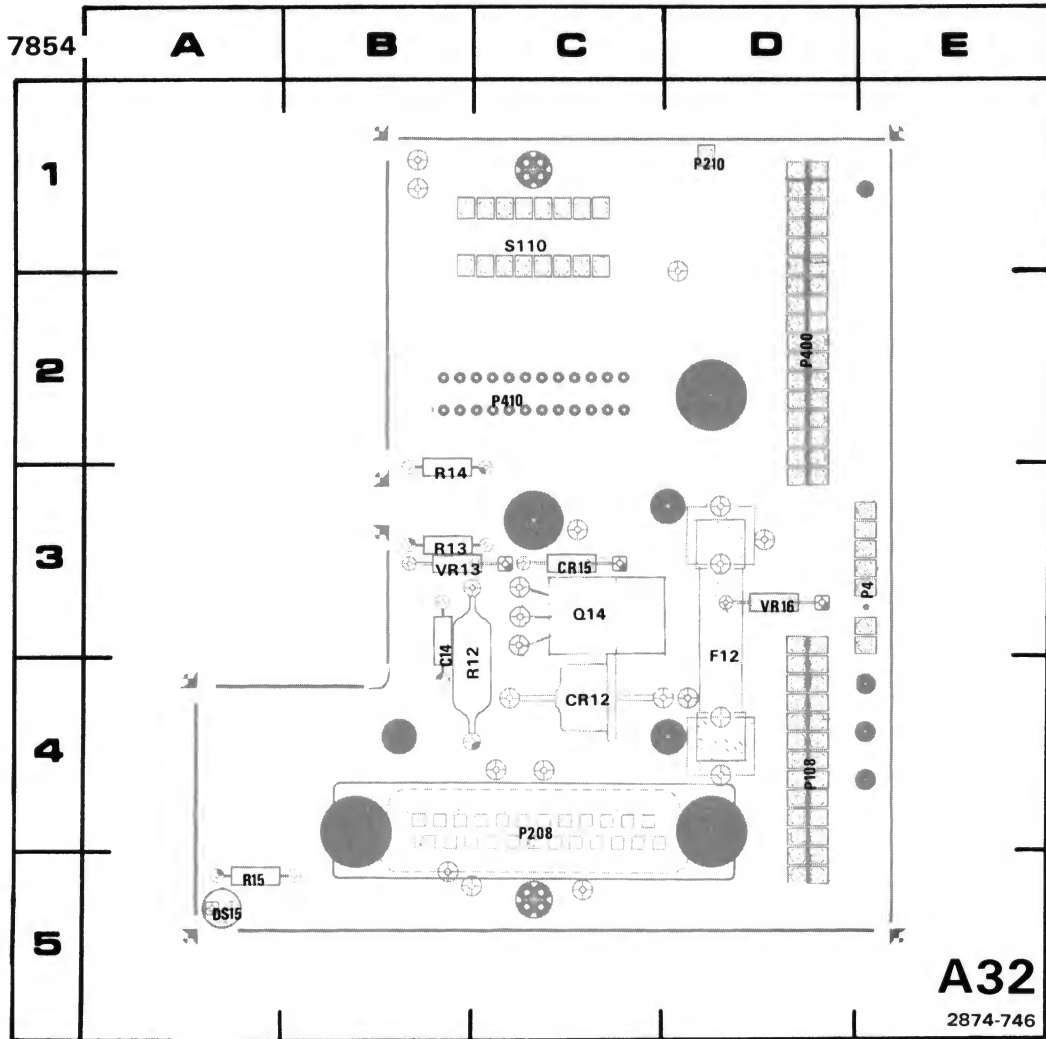 7854
A B C D E
1
P210
S110
2
P400
P410
R14
3
R13
VR13
CR15
P4
VR16
Q14
C14
R12
F12
CR12
4
P108
P208
R15
DS15
5
A32
2874-746